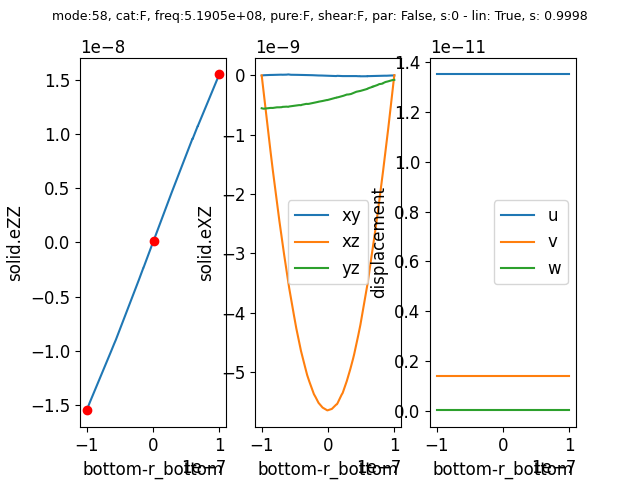 mode:58, cat:F, freq:5.1905e+08, pure:F, shear:F, par: False, s:0 - lin: True, s: 0.9998
1e−8
1.5
1.0
0.5
0.0
−0.5
−1.0
−1.5
solid.eZZ
−1
0
1
1e−7
bottom-r_bottom
1e−9
0
−1
−2
−3
−4
−5
solid.eXZ
xy
xz
yz
−1
0
1
1e−7
bottom-r_bottom
1e−11
1.4
1.2
1.0
0.8
0.6
0.4
0.2
0.0
displacement
u
v
w
−1
0
1
1e−7
bottom-r_bottom